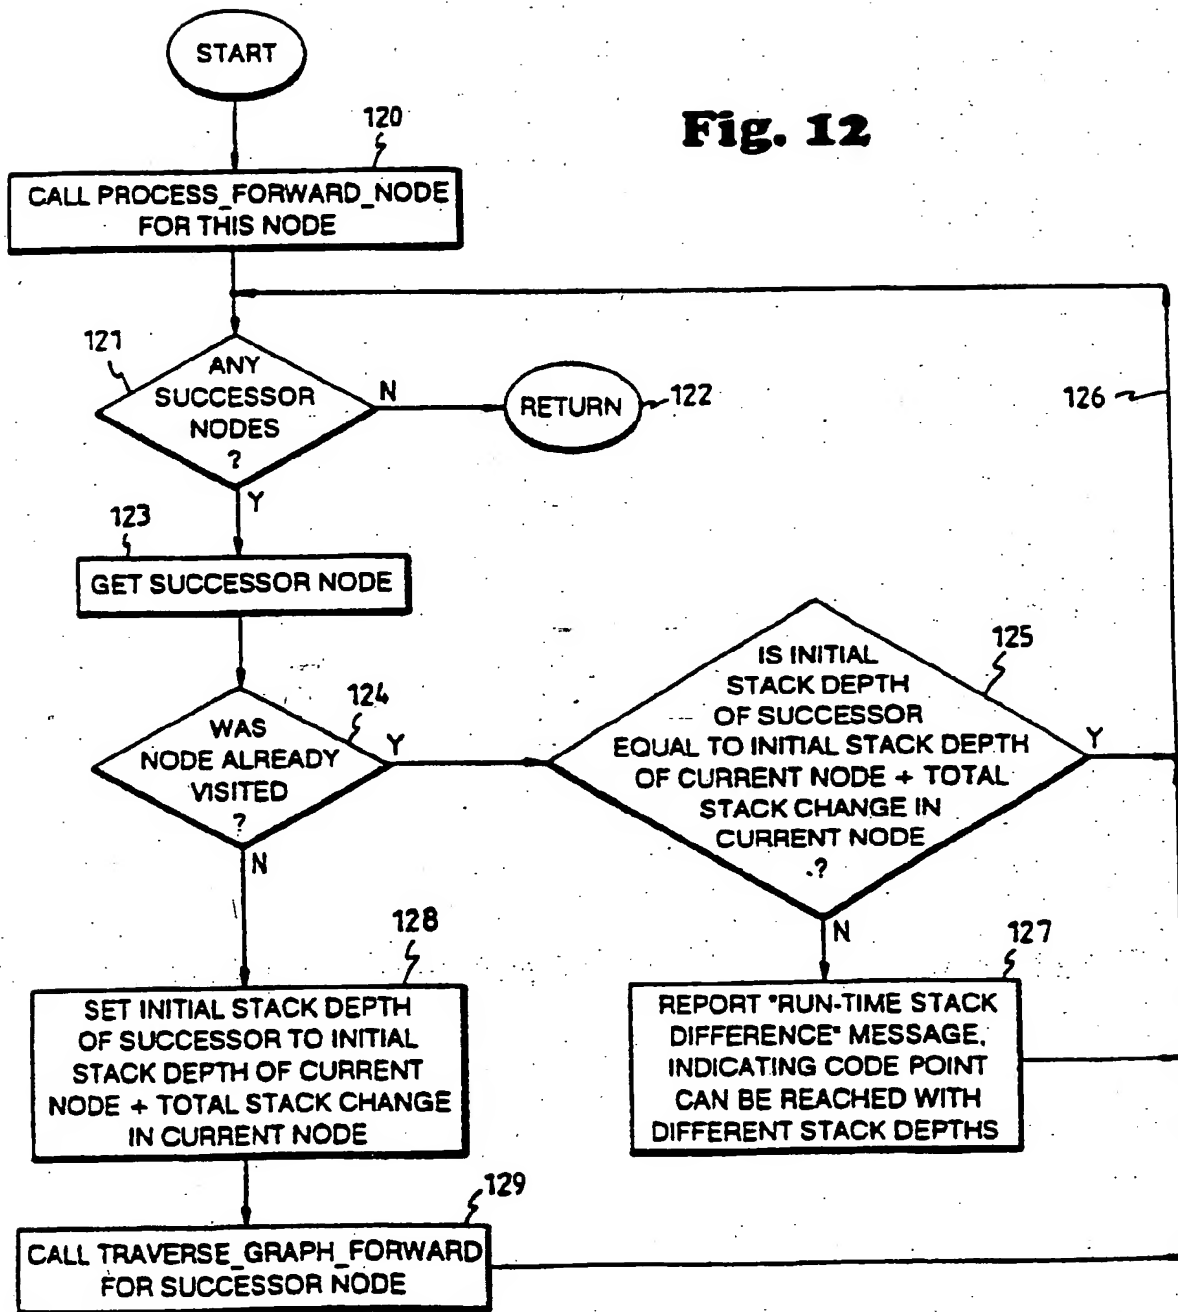 START
Fig. 12
120
CALL PROCESS_FORWARD_NODE
FOR THIS NODE
121
ANY
SUCCESSOR
NODES
?
N
RETURN
122
126
Y
123
GET SUCCESSOR NODE
124
WAS
NODE ALREADY
VISITED
?
Y
N
125
IS INITIAL
STACK DEPTH
OF SUCCESSOR
EQUAL TO INITIAL STACK DEPTH
OF CURRENT NODE + TOTAL
STACK CHANGE IN
CURRENT NODE
?
Y
N
128
SET INITIAL STACK DEPTH
OF SUCCESSOR TO INITIAL
STACK DEPTH OF CURRENT
NODE + TOTAL STACK CHANGE
IN CURRENT NODE
127
REPORT "RUN-TIME STACK
DIFFERENCE" MESSAGE,
INDICATING CODE POINT
CAN BE REACHED WITH
DIFFERENT STACK DEPTHS
129
CALL TRAVERSE_GRAPH_FORWARD
FOR SUCCESSOR NODE